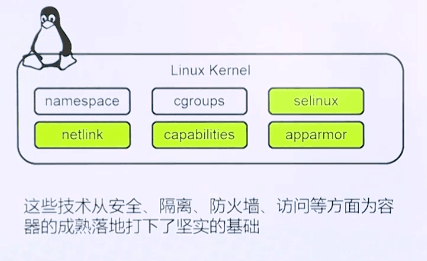 Linux Kernel
namespace cgroups selinux
netlink capabilities apparmor
这些技术从安全、隔离、防火墙、访问等方面为容
器的成熟落地打下了坚实的基础